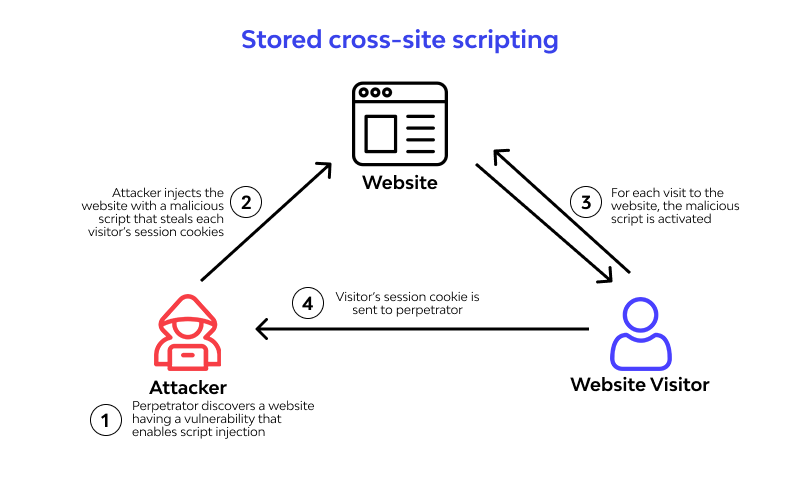 Stored cross-site scripting
Website
Attacker injects the
website with a malicious
script that steals each
visitor's session cookies
2
3
For each visit to the
website, the malicious
script is activated
4
Visitor's session cookie is
sent to perpetrator
Attacker
Website Visitor
1
Perpetrator discovers a website
having a vulnerability that
enables script injection